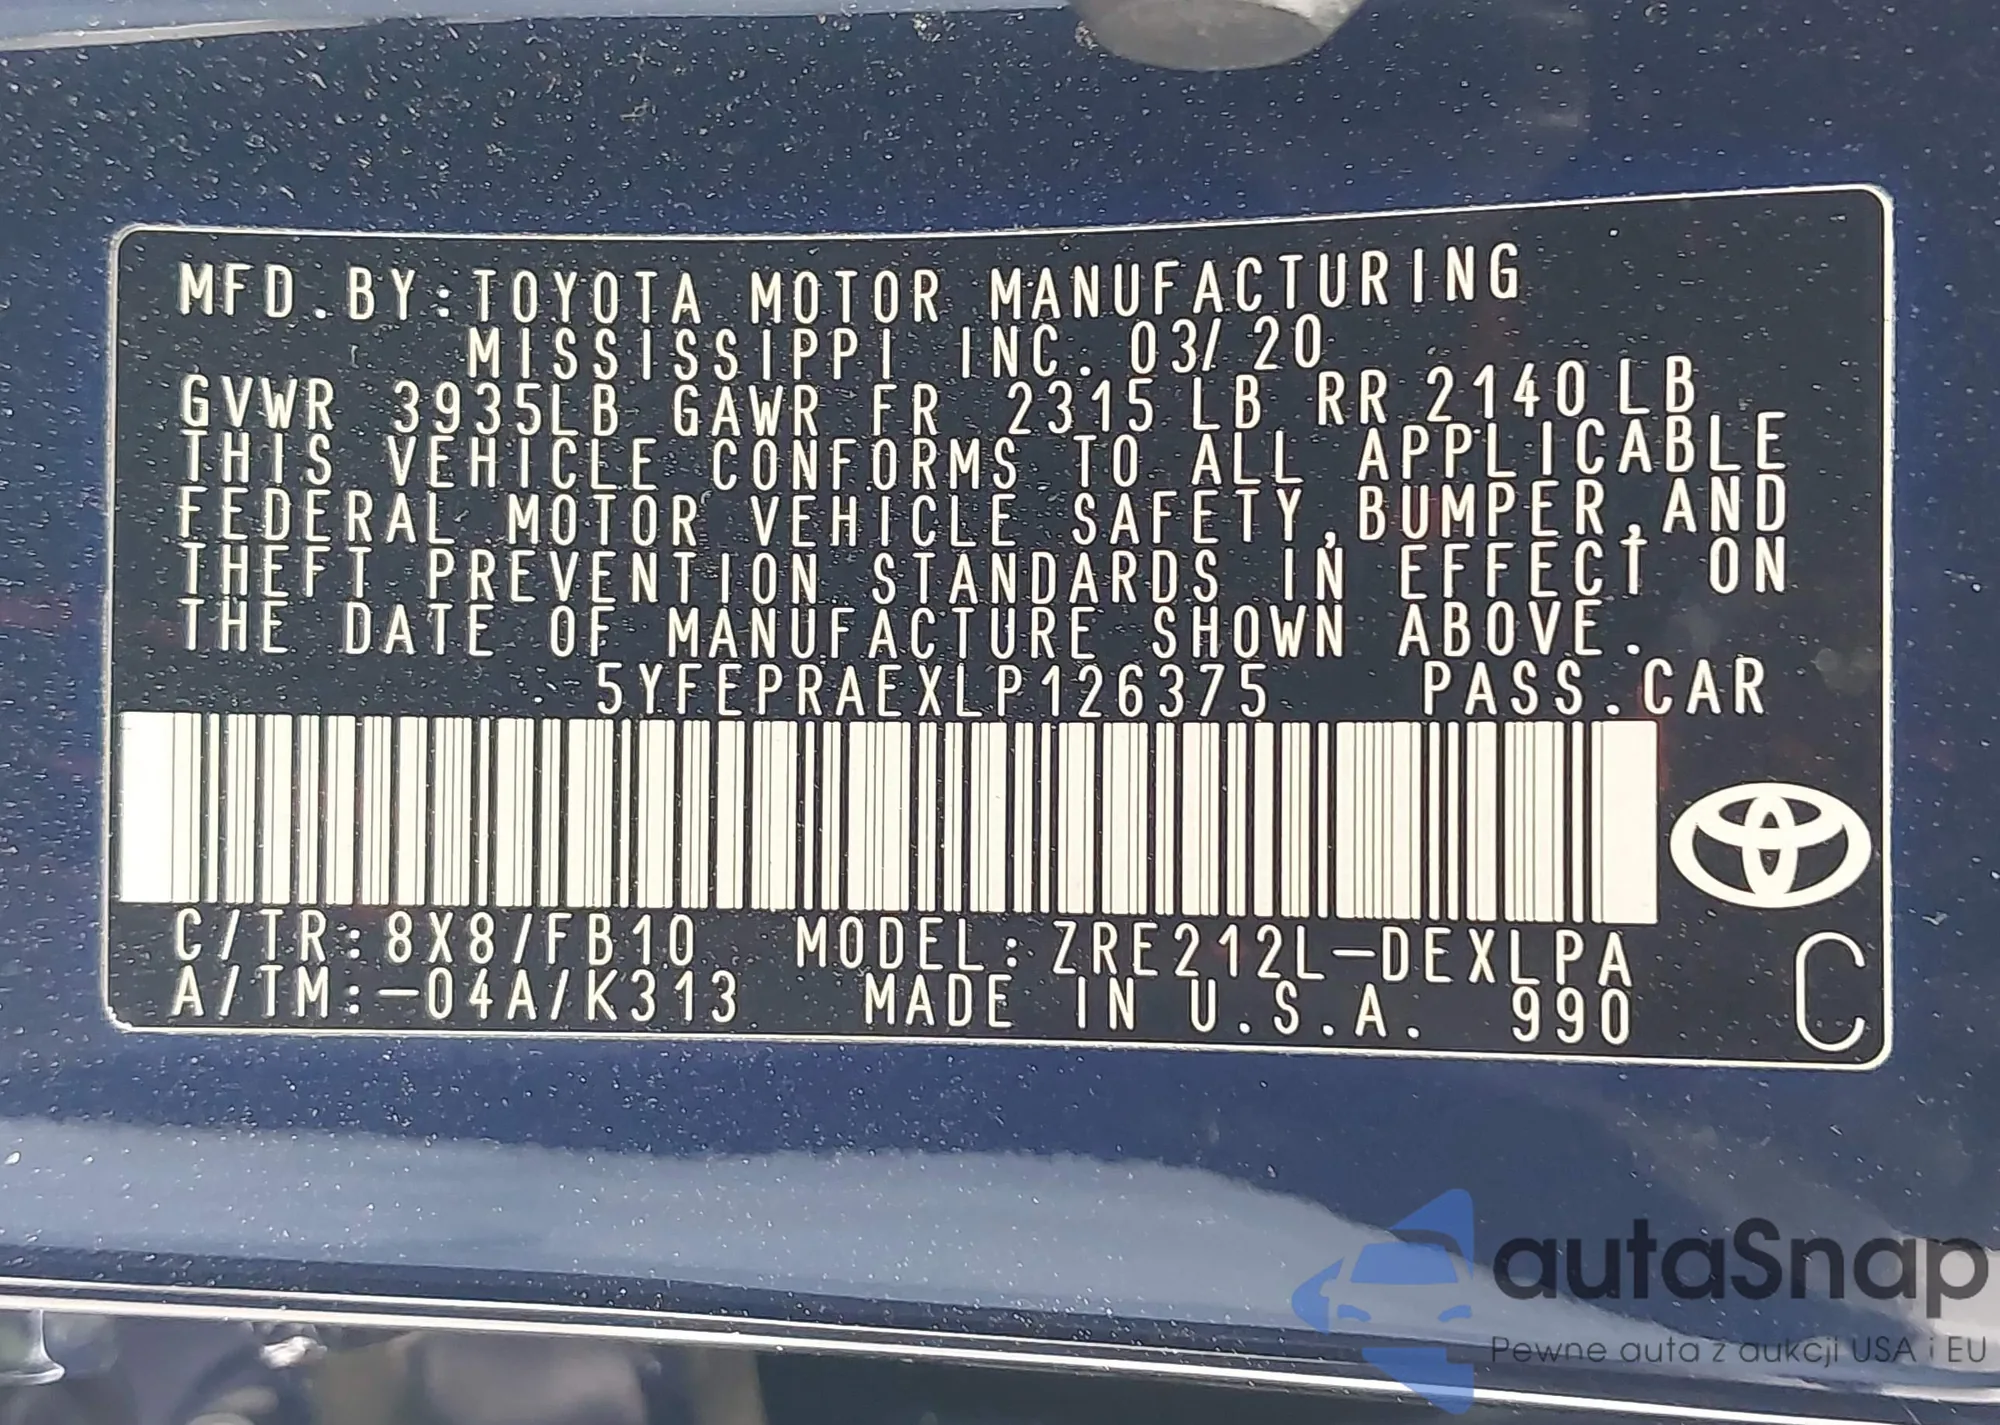 MFD.BY:TOYOTA MOTOR MANUFACTURING
MISSISSIPPI INC. 03/20
GVWR 3935LB GAWR FR 2315 LB RR 2140 LB
THIS VEHICLE CONFORMS TO ALL APPLICABLE
FEDERAL MOTOR VEHICLE SAFETY,BUMPER,AND
THEFT PREVENTION STANDARDS IN EFFECT ON
THE DATE OF MANUFACTURE SHOWN ABOVE.
5YFEPRAEXLP126375 PASS.CAR
C/TR:8X8/FB10 MODEL:ZRE212L-DEXLPA
A/TM:-04A/K313 MADE IN U.S.A. 990
C
autaSnap
Pewne auta z aukcji USA i EU